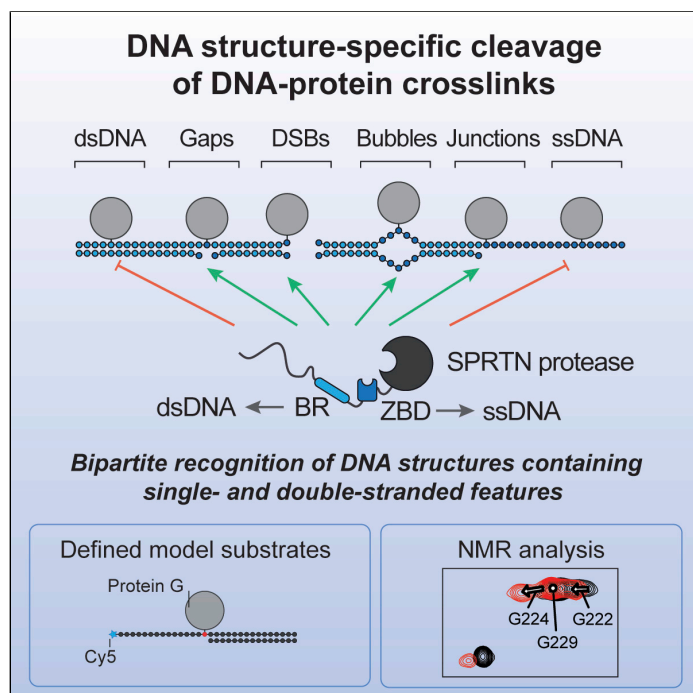 DNA structure-specific cleavage
of DNA-protein crosslinks
dsDNA Gaps DSBs Bubbles Junctions ssDNA
SPRTN protease
dsDNA BR ZBD ssDNA
Bipartite recognition of DNA structures containing
single- and double-stranded features
Defined model substrates
Protein G
Cy5
NMR analysis
G224 G222
G229